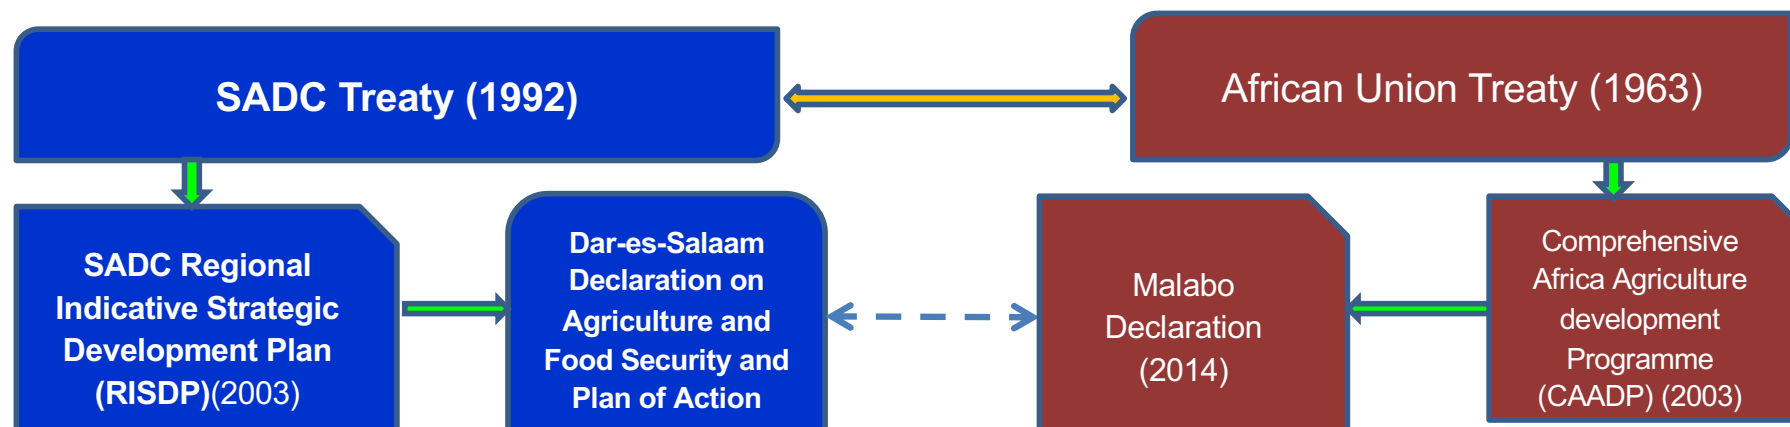 SADC Treaty (1992)
African Union Treaty (1963)
SADC Regional
Indicative Strategic
Development Plan
(RISDP)(2003)
Dar-es-Salaam
Declaration on
Agriculture and
Food Security and
Plan of Action
Malabo
Declaration
(2014)
Comprehensive
Africa Agriculture
development
Programme
(CAADP) (2003)